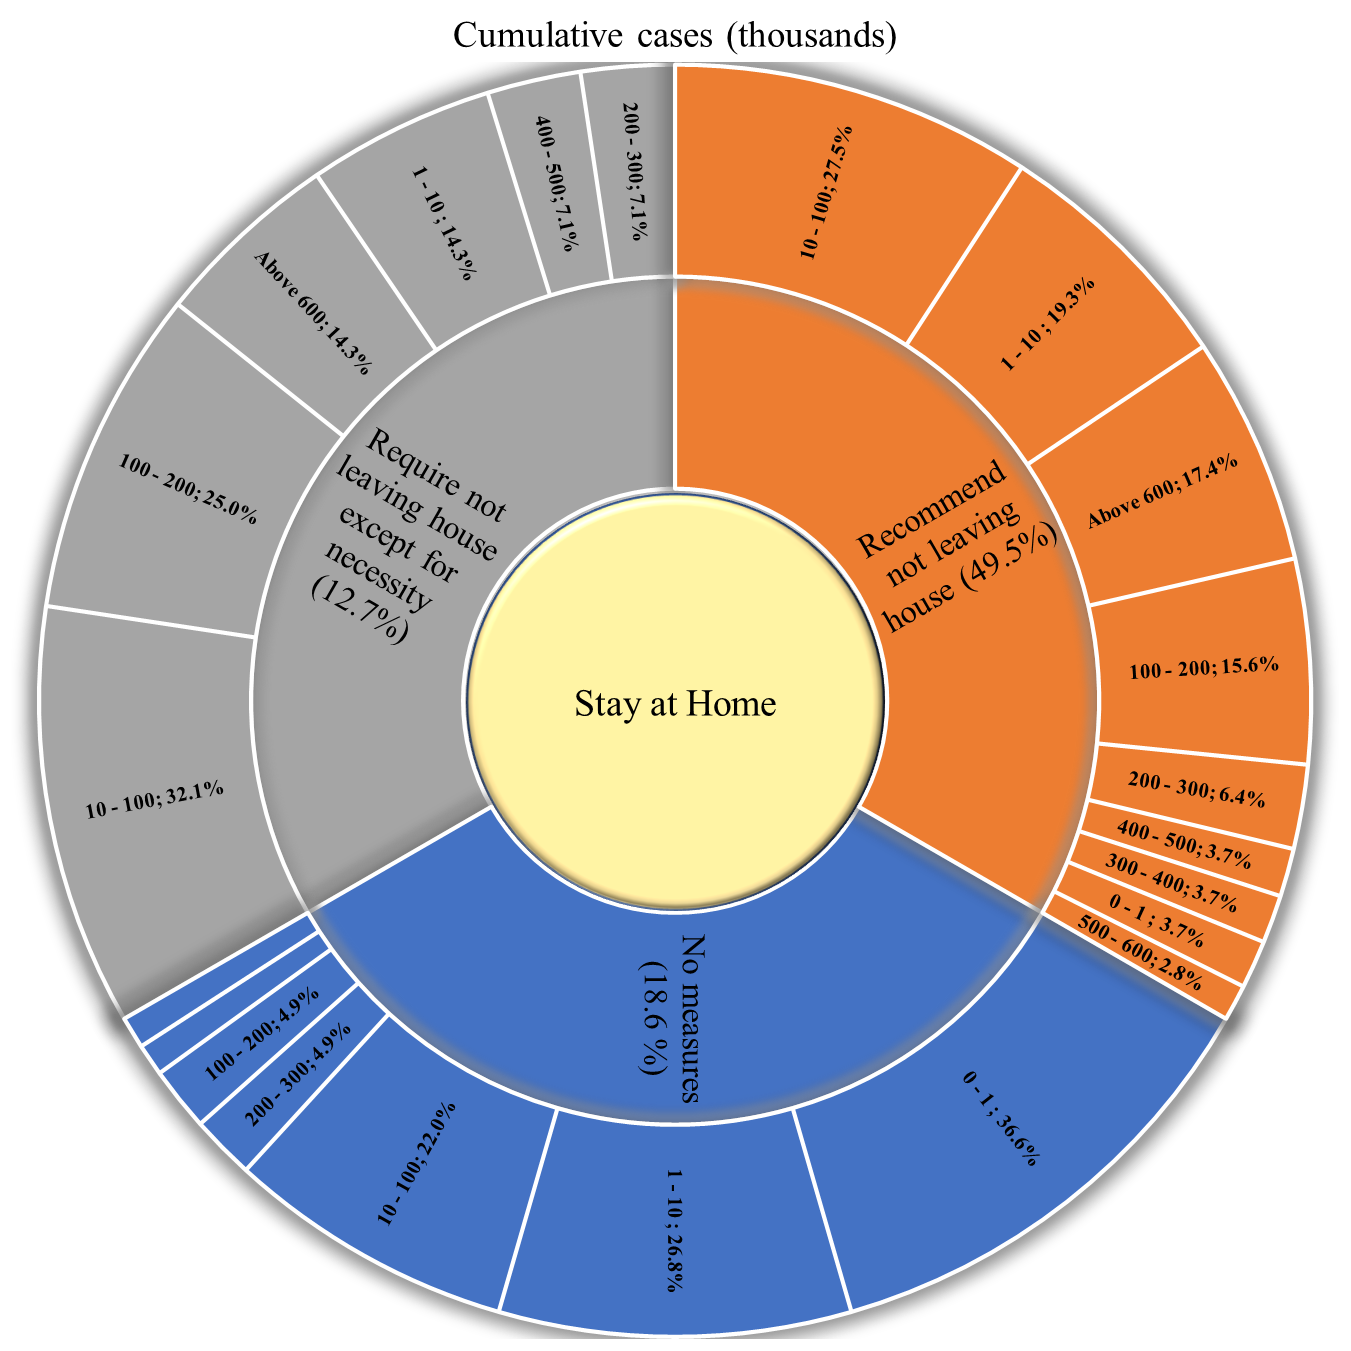 Cumulative cases (thousands)
10 - 100; 27.5%
1 - 10 ; 19.3%
Above 600; 17.4%
100 - 200; 15.6%
200 - 300; 6.4%
400 - 500; 3.7%
300 - 400; 3.7%
0 - 1 ; 3.7%
500 - 600; 2.8%
Recommend
not leaving
house (49.5%)
0 - 1 ; 36.6%
1 - 10 ; 26.8%
10 - 100; 22.0%
200 - 300; 4.9%
100 - 200; 4.9%
No measures
(18.6 %)
10 - 100; 32.1%
100 - 200; 25.0%
Above 600; 14.3%
1 - 10 ; 14.3%
400 - 500; 7.1%
200 - 300; 7.1%
Require not
leaving house
except for
necessity
(12.7%)
Stay at Home